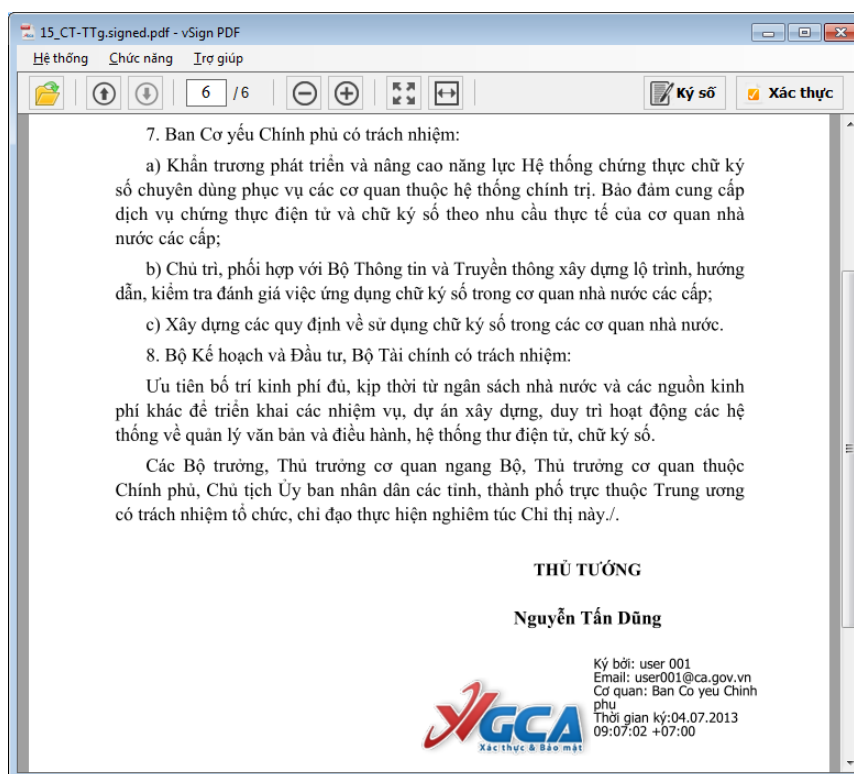 15_CT-TTg.signed.pdf - vSign PDF
Hệ thống Chức năng Trợ giúp
6 /6 Ký số Xác thực
7. Ban Cơ yếu Chính phủ có trách nhiệm:
a) Khẩn trương phát triển và nâng cao năng lực Hệ thống chứng thực chữ ký
số chuyên dùng phục vụ các cơ quan thuộc hệ thống chính trị. Bảo đảm cung cấp
dịch vụ chứng thực điện tử và chữ ký số theo nhu cầu thực tế của cơ quan nhà
nước các cấp;
b) Chủ trì, phối hợp với Bộ Thông tin và Truyền thông xây dựng lộ trình, hướng
dẫn, kiểm tra đánh giá việc ứng dụng chữ ký số trong cơ quan nhà nước các cấp;
c) Xây dựng các quy định về sử dụng chữ ký số trong các cơ quan nhà nước.
8. Bộ Kế hoạch và Đầu tư, Bộ Tài chính có trách nhiệm:
Ưu tiên bố trí kinh phí đủ, kịp thời từ ngân sách nhà nước và các nguồn kinh
phí khác để triển khai các nhiệm vụ, dự án xây dựng, duy trì hoạt động các hệ
thống về quản lý văn bản và điều hành, hệ thống thư điện tử, chữ ký số.
Các Bộ trưởng, Thủ trưởng cơ quan ngang Bộ, Thủ trưởng cơ quan thuộc
Chính phủ, Chủ tịch Ủy ban nhân dân các tỉnh, thành phố trực thuộc Trung ương
có trách nhiệm tổ chức, chỉ đạo thực hiện nghiêm túc Chỉ thị này./.
THỦ TƯỚNG
Nguyễn Tấn Dũng
Ký bởi: user 001
Email: user001@ca.gov.vn
Cơ quan: Ban Co yeu Chinh
phu
Thời gian ký:04.07.2013
09:07:02 +07:00
VGCA
Xác thực & Bảo mật